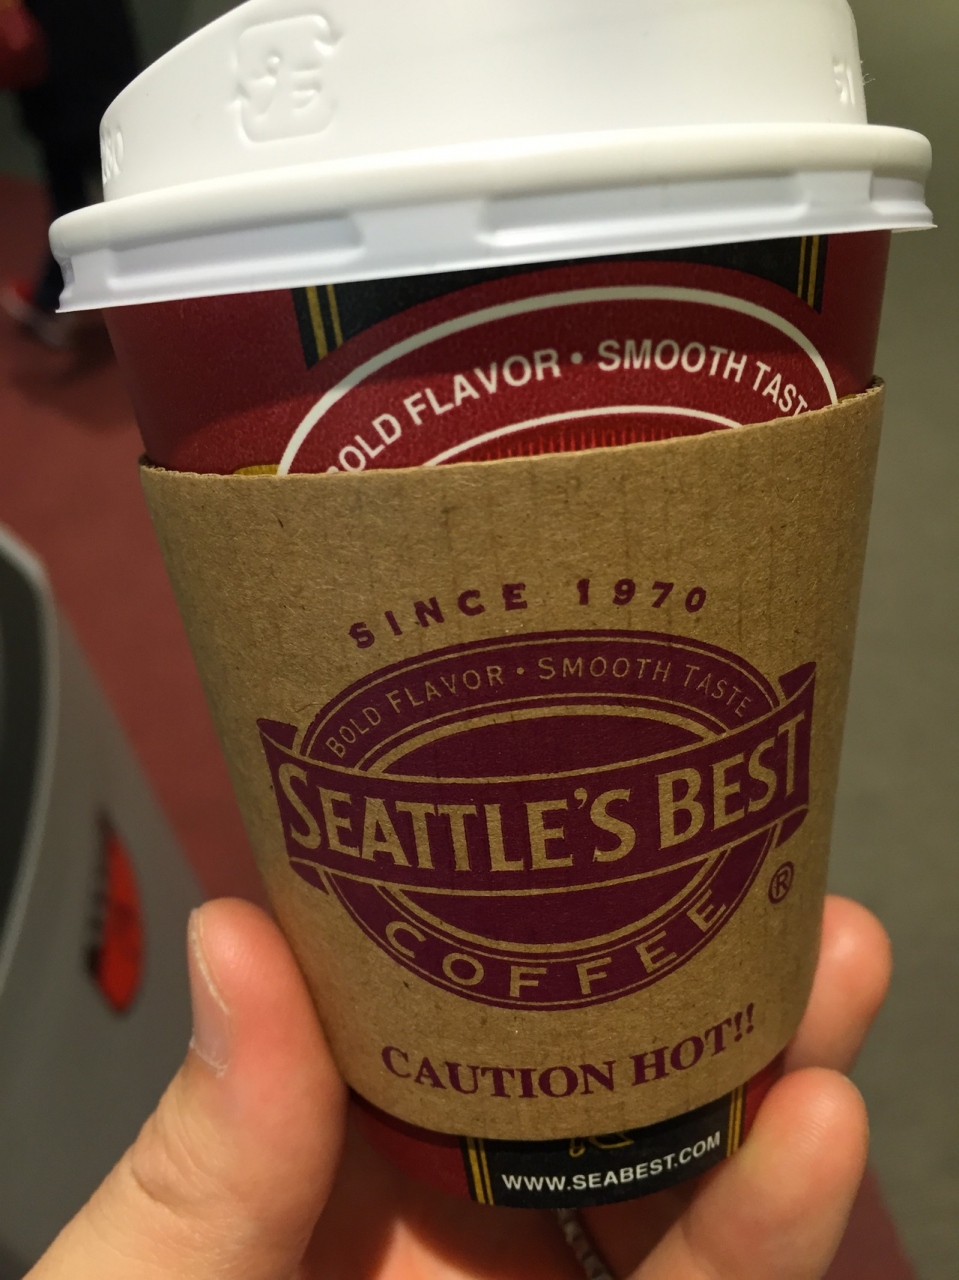 BOLD FLAVOR • SMOOTH TAST
SINCE 1970
BOLD FLAVOR • SMOOTH TASTE
SEATTLE'S BEST
COFFEE ®
CAUTION HOT!!
WWW.SEABEST.COM